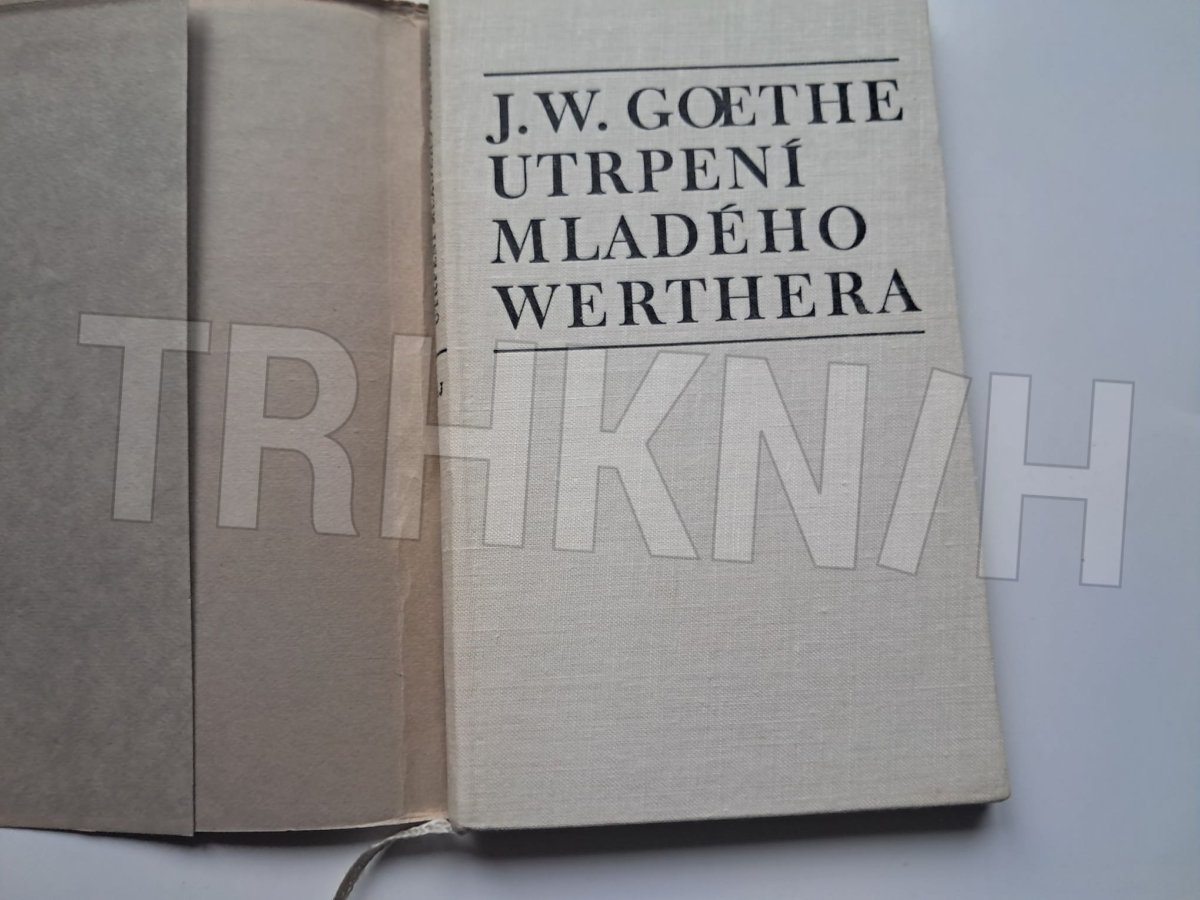 J.W. GOETHE
UTRPENÍ
MLADÉHO
WERTHERA
TRHKNIH